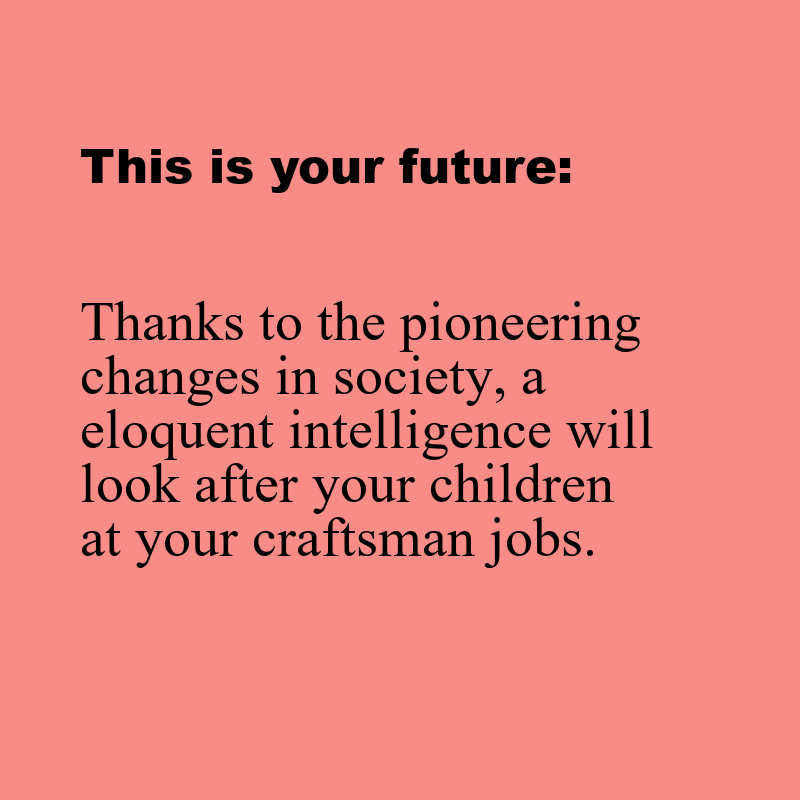 This is your future:
Thanks to the pioneering
changes in society, a
eloquent intelligence will
look after your children
at your craftsman jobs.